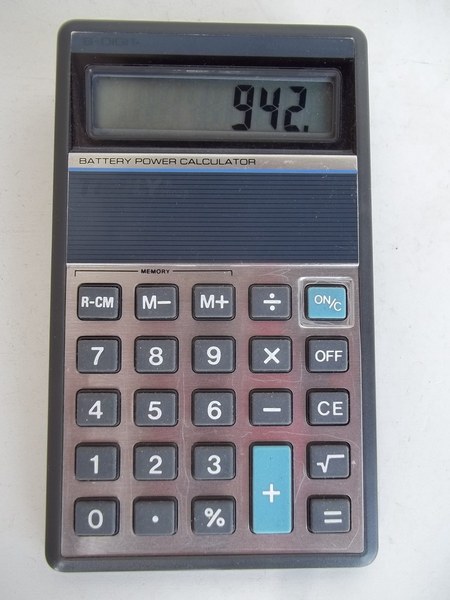 942.
BATTERY POWER CALCULATOR
MEMORY
R-CM M− M+ ÷ ON/C
7 8 9 × OFF
4 5 6 − CE
1 2 3 + √
0 . % =